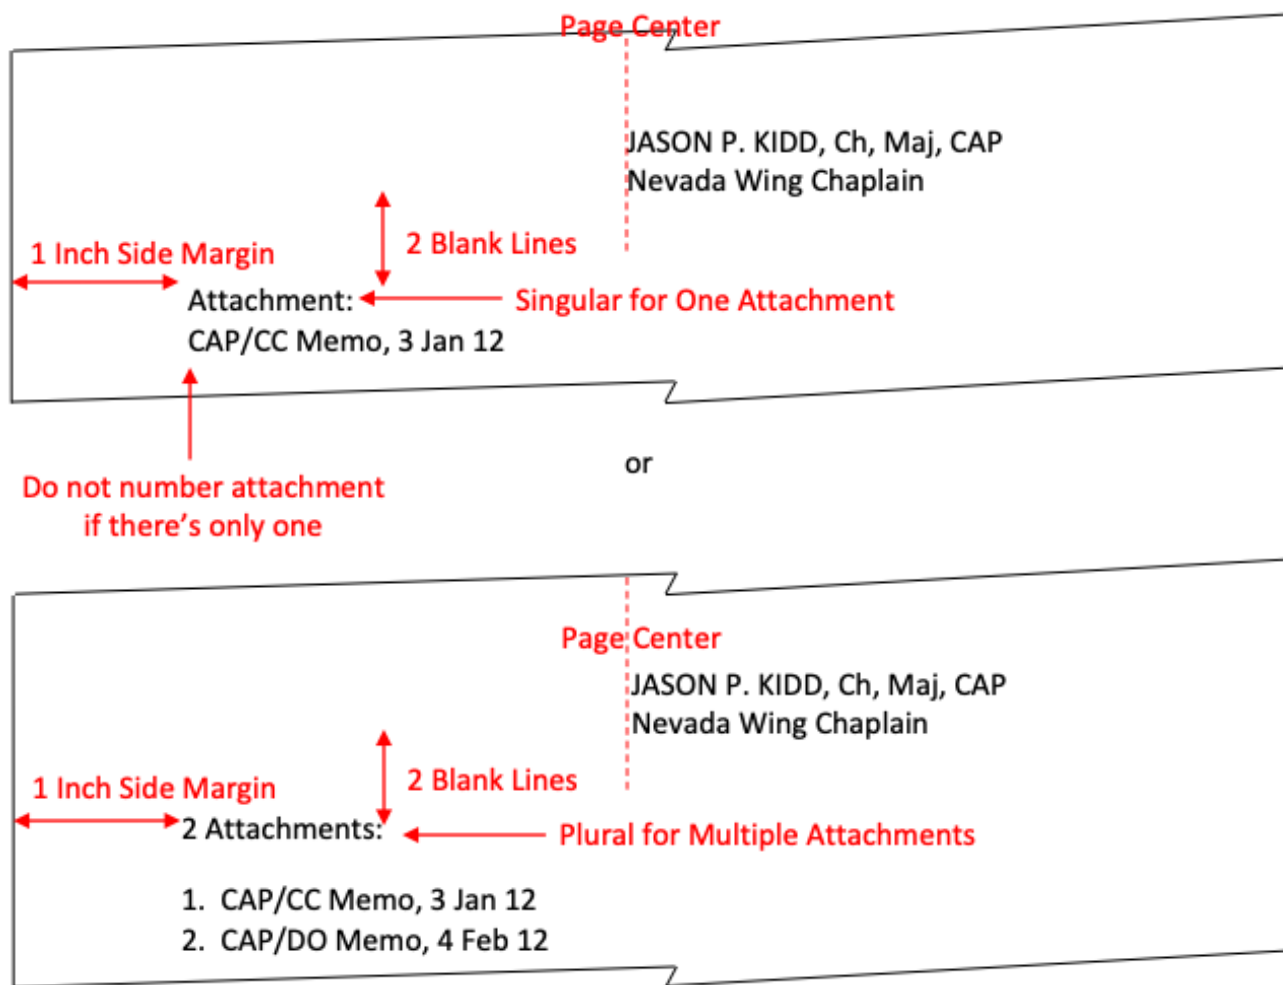 Page Center
JASON P. KIDD, Ch, Maj, CAP
Nevada Wing Chaplain
2 Blank Lines
1 Inch Side Margin
Attachment:
Singular for One Attachment
CAP/CC Memo, 3 Jan 12
or
Do not number attachment
if there's only one
Page Center
JASON P. KIDD, Ch, Maj, CAP
Nevada Wing Chaplain
2 Blank Lines
1 Inch Side Margin
2 Attachments:
Plural for Multiple Attachments
1. CAP/CC Memo, 3 Jan 12
2. CAP/DO Memo, 4 Feb 12